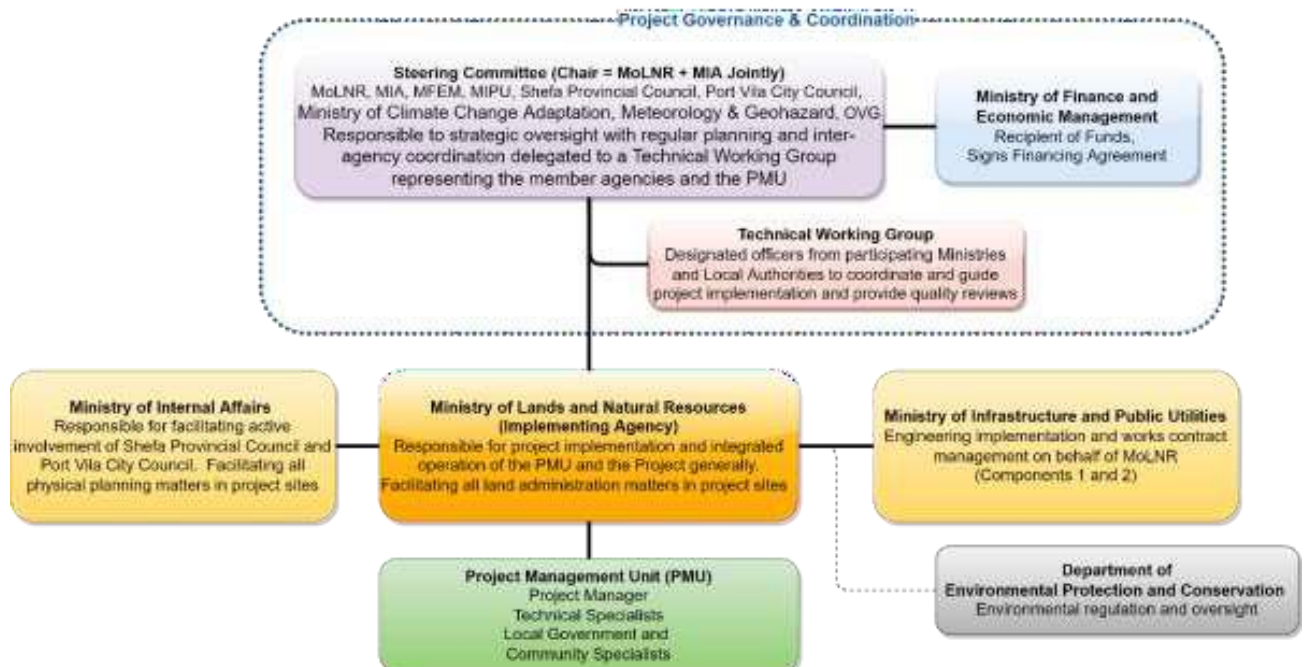 Project Governance & Coordination
Steering Committee (Chair = MoLNR + MIA Jointly)
MoLNR, MIA, MFEM, MIPU, Shefa Provincial Council, Port Vila City Council,
Ministry of Climate Change Adaptation, Meteorology & Geohazard, OVG
Responsible to strategic oversight with regular planning and inter-
agency coordination delegated to a Technical Working Group
representing the member agencies and the PMU
Ministry of Finance and
Economic Management
Recipient of Funds,
Signs Financing Agreement
Technical Working Group
Designated officers from participating Ministries
and Local Authorities to coordinate and guide
project implementation and provide quality reviews
Ministry of Internal Affairs
Responsible for facilitating active
involvement of Shefa Provincial Council and
Port Vila City Council. Facilitating all
physical planning matters in project sites
Ministry of Lands and Natural Resources
(Implementing Agency)
Responsible for project implementation and integrated
operation of the PMU and the Project generally.
Facilitating all land administration matters in project sites
Ministry of Infrastructure and Public Utilities
Engineering implementation and works contract
management on behalf of MoLNR
(Components 1 and 2)
Project Management Unit (PMU)
Project Manager
Technical Specialists
Local Government and
Community Specialists
Department of
Environmental Protection and Conservation
Environmental regulation and oversight